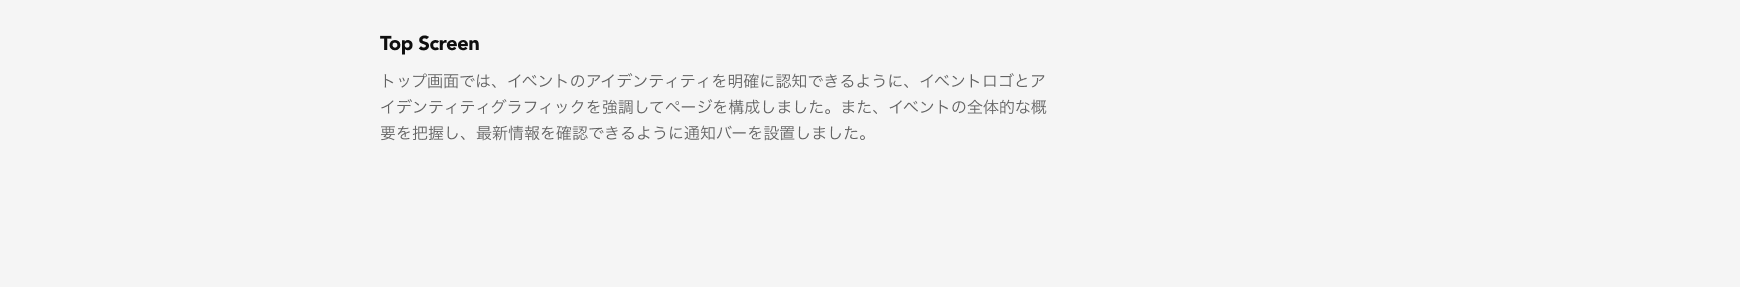 Top Screen
トップ画面では、イベントのアイデンティティを明確に認知できるように、イベントロゴとア
イデンティティグラフィックを強調してページを構成しました。また、イベントの全体的な概
要を把握し、最新情報を確認できるように通知バーを設置しました。